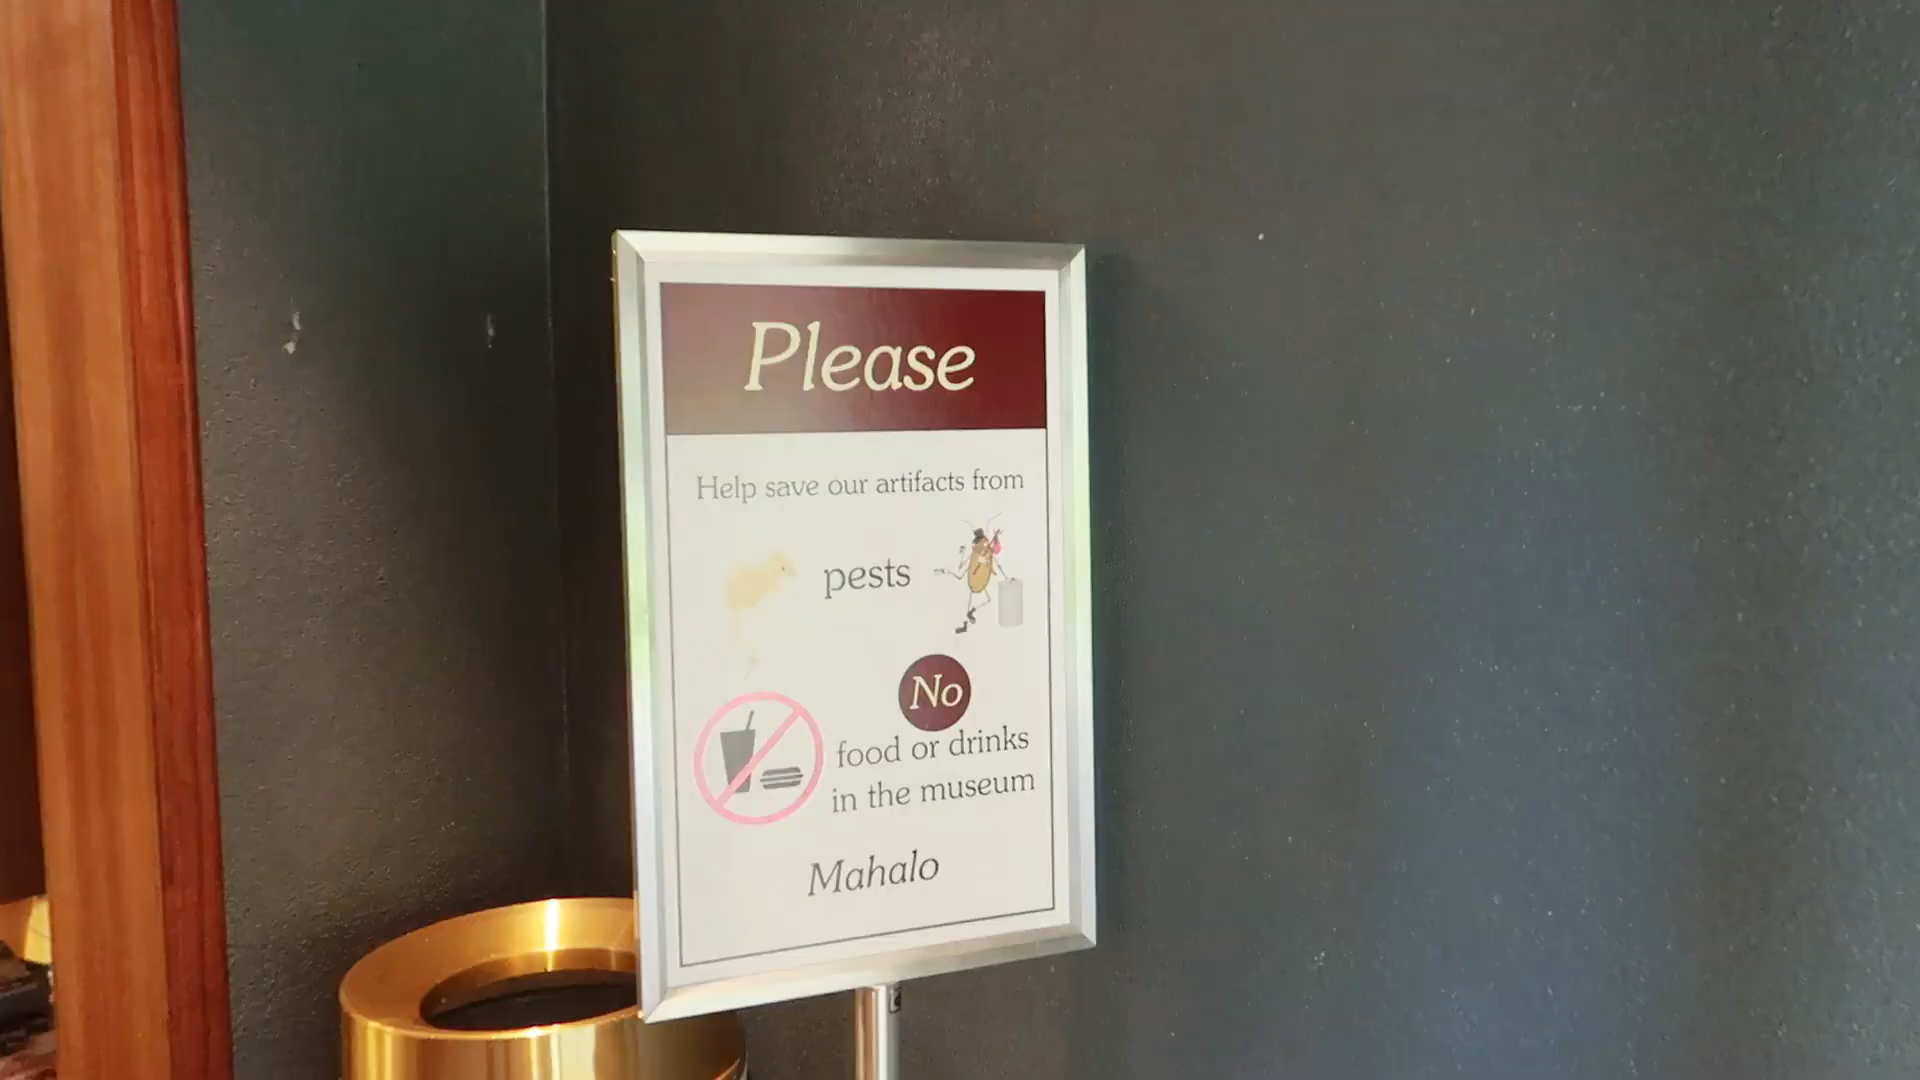 Please
Help save our artifacts from
pests
No
food or drinks
in the museum
Mahalo